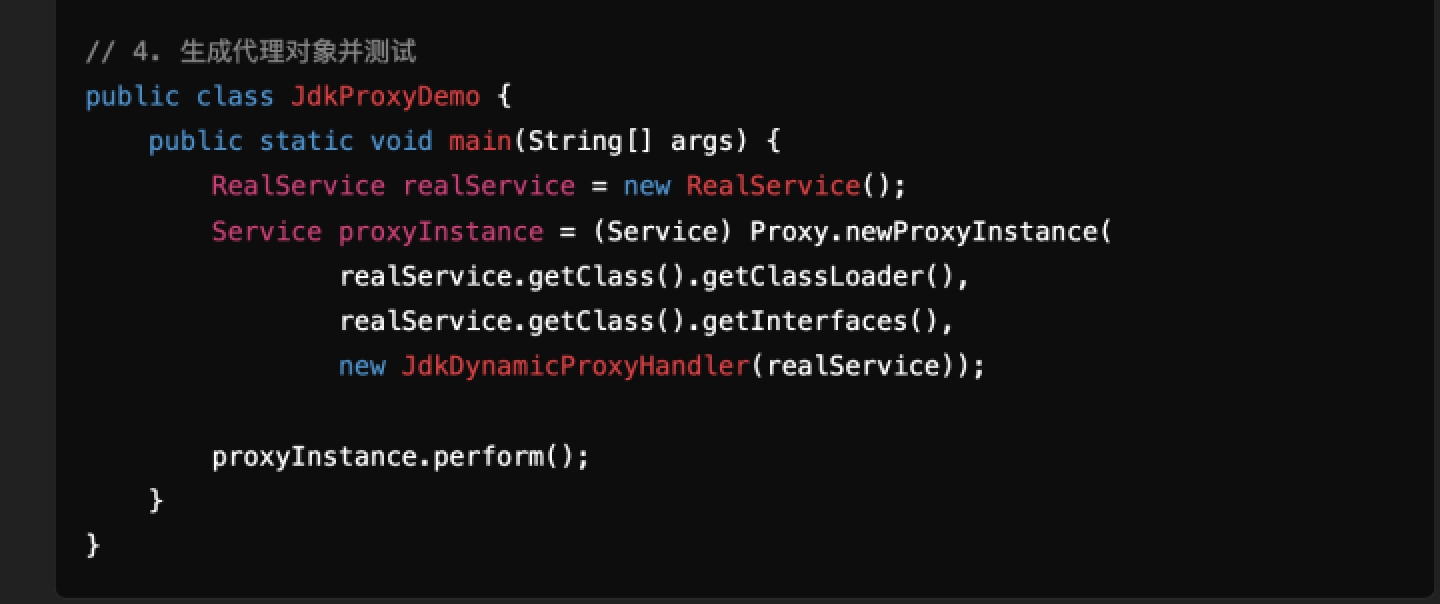 // 4. 生成代理对象并测试
public class JdkProxyDemo {
    public static void main(String[] args) {
        RealService realService = new RealService();
        Service proxyInstance = (Service) Proxy.newProxyInstance(
                realService.getClass().getClassLoader(),
                realService.getClass().getInterfaces(),
                new JdkDynamicProxyHandler(realService));

        proxyInstance.perform();
    }
}